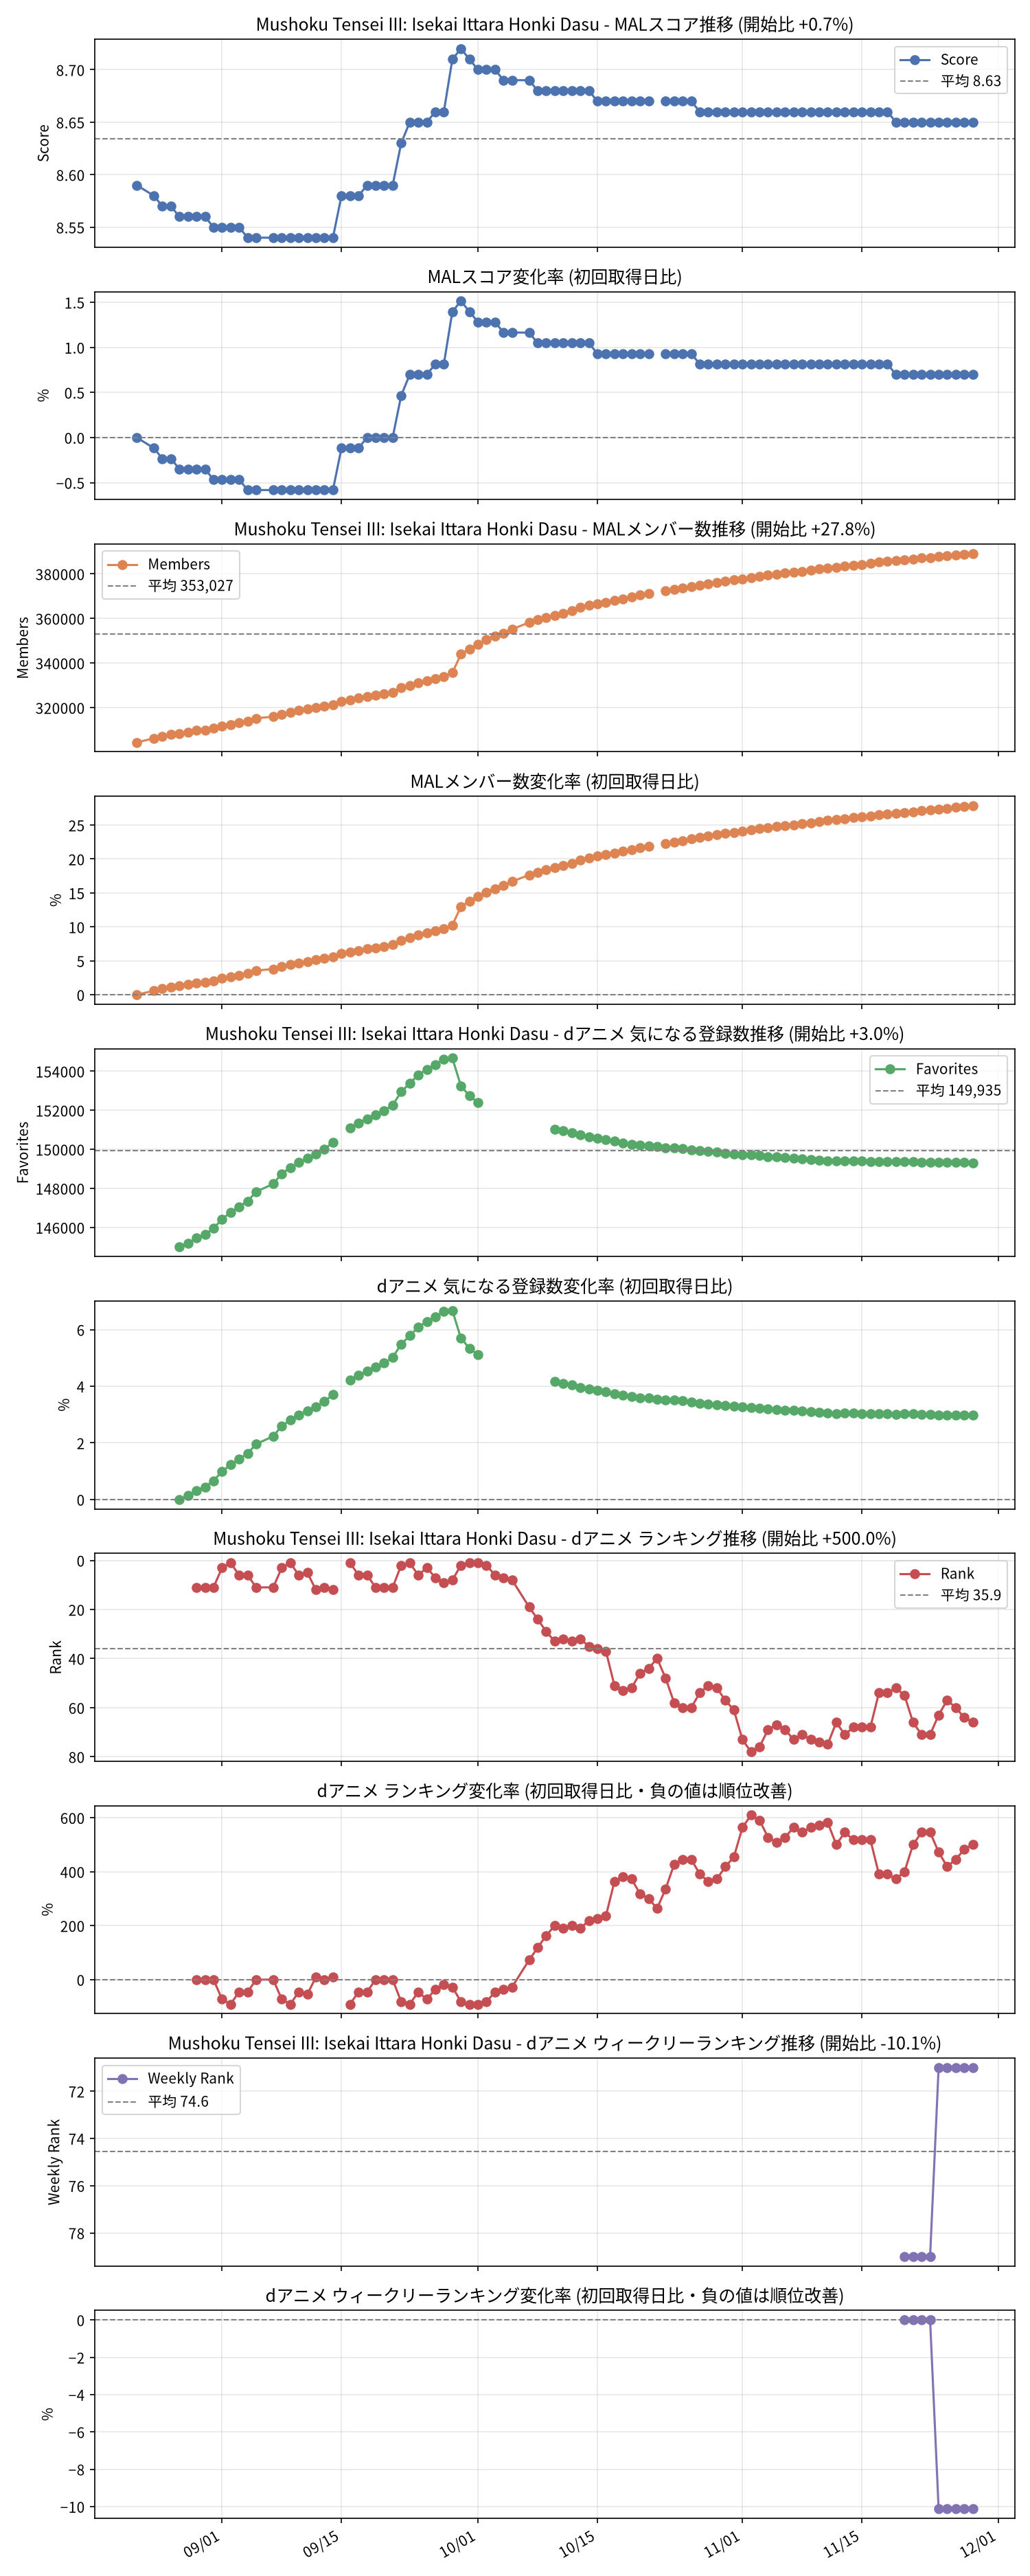 Mushoku Tensei III: Isekai Ittara Honki Dasu - MALスコア推移 (開始比 +0.7%)
Score
平均 8.63
8.70
8.65
8.60
8.55
Score
MALスコア変化率 (初回取得日比)
1.5
1.0
0.5
0.0
−0.5
%
Mushoku Tensei III: Isekai Ittara Honki Dasu - MALメンバー数推移 (開始比 +27.8%)
Members
平均 353,027
380000
360000
340000
320000
Members
MALメンバー数変化率 (初回取得日比)
25
20
15
10
5
0
%
Mushoku Tensei III: Isekai Ittara Honki Dasu - dアニメ 気になる登録数推移 (開始比 +3.0%)
Favorites
平均 149,935
154000
152000
150000
148000
146000
Favorites
dアニメ 気になる登録数変化率 (初回取得日比)
6
4
2
0
%
Mushoku Tensei III: Isekai Ittara Honki Dasu - dアニメ ランキング推移 (開始比 +500.0%)
Rank
平均 35.9
0
20
40
60
80
Rank
dアニメ ランキング変化率 (初回取得日比・負の値は順位改善)
600
400
200
0
%
Mushoku Tensei III: Isekai Ittara Honki Dasu - dアニメ ウィークリーランキング推移 (開始比 -10.1%)
Weekly Rank
平均 74.6
72
74
76
78
Weekly Rank
dアニメ ウィークリーランキング変化率 (初回取得日比・負の値は順位改善)
0
−2
−4
−6
−8
−10
%
09/01
09/15
10/01
10/15
11/01
11/15
12/01